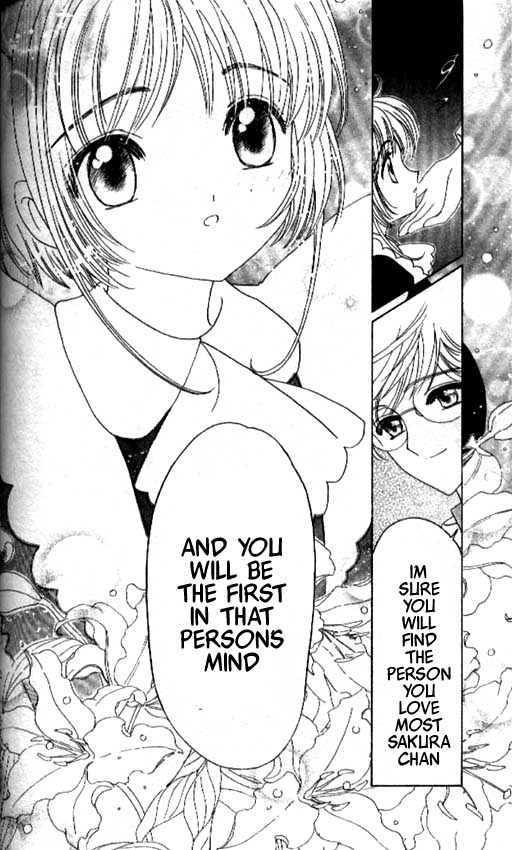 IM
SURE
YOU
WILL
FIND
THE
PERSON
YOU
LOVE
MOST
SAKURA
CHAN
AND YOU
WILL BE
THE FIRST
IN THAT
PERSONS
MIND